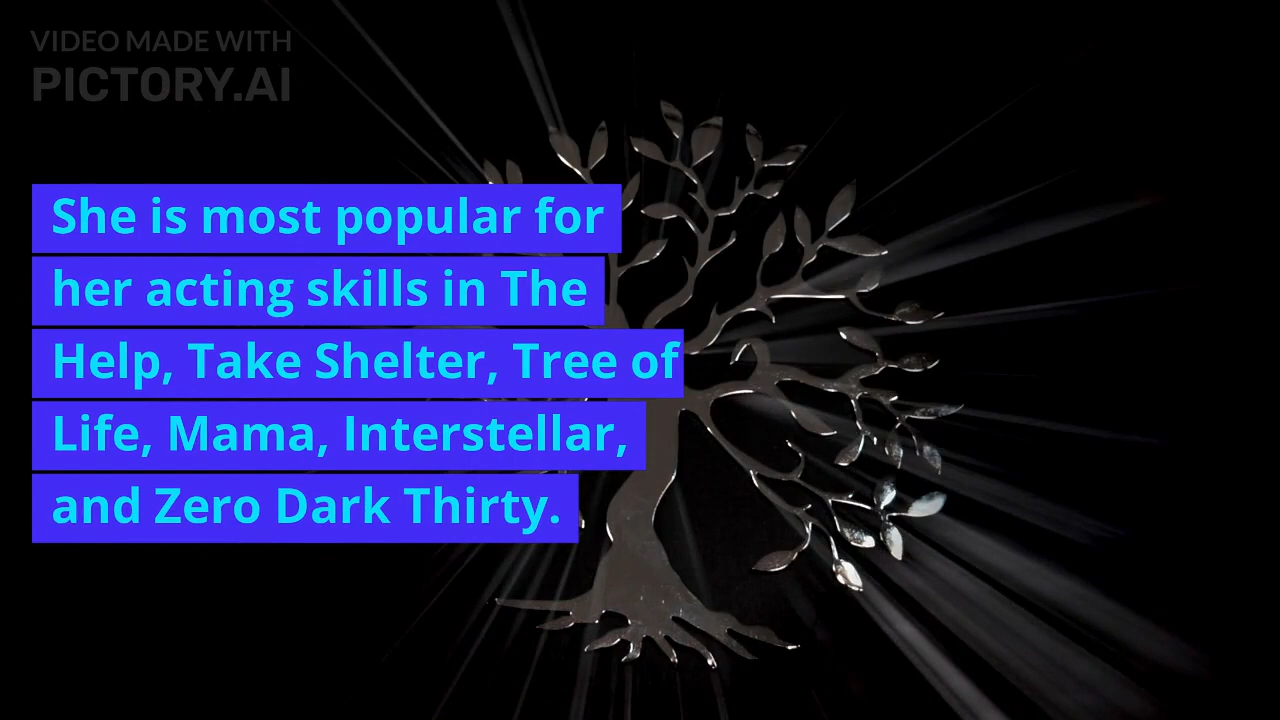 VIDEO MADE WITH
PICTORY.AI
She is most popular for
her acting skills in The
Help, Take Shelter, Tree of
Life, Mama, Interstellar,
and Zero Dark Thirty.